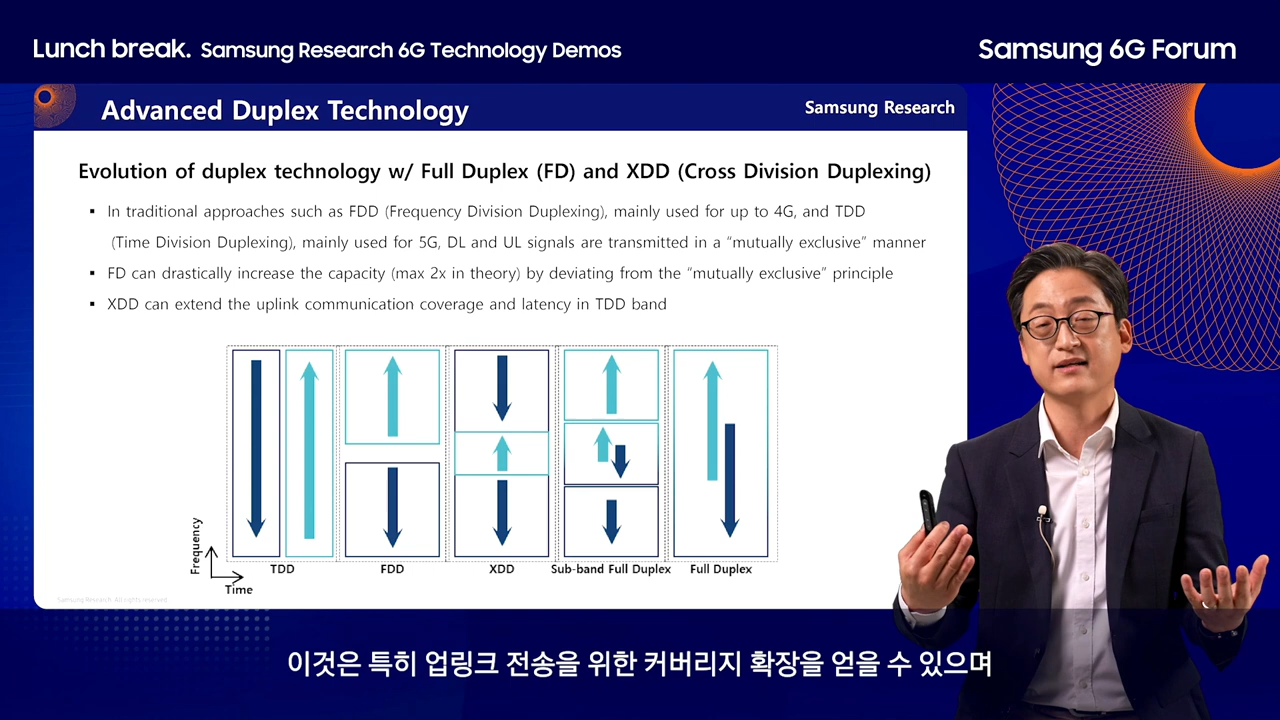 Lunch break. Samsung Research 6G Technology Demos
Samsung 6G Forum
Advanced Duplex Technology
Samsung Research
Evolution of duplex technology w/ Full Duplex (FD) and XDD (Cross Division Duplexing)
▪ In traditional approaches such as FDD (Frequency Division Duplexing), mainly used for up to 4G, and TDD
(Time Division Duplexing), mainly used for 5G, DL and UL signals are transmitted in a “mutually exclusive” manner
▪ FD can drastically increase the capacity (max 2x in theory) by deviating from the “mutually exclusive” principle
▪ XDD can extend the uplink communication coverage and latency in TDD band
Frequency
Time
TDD
FDD
XDD
Sub-band Full Duplex
Full Duplex
Samsung Research. All rights reserved.
이것은 특히 업링크 전송을 위한 커버리지 확장을 얻을 수 있으며